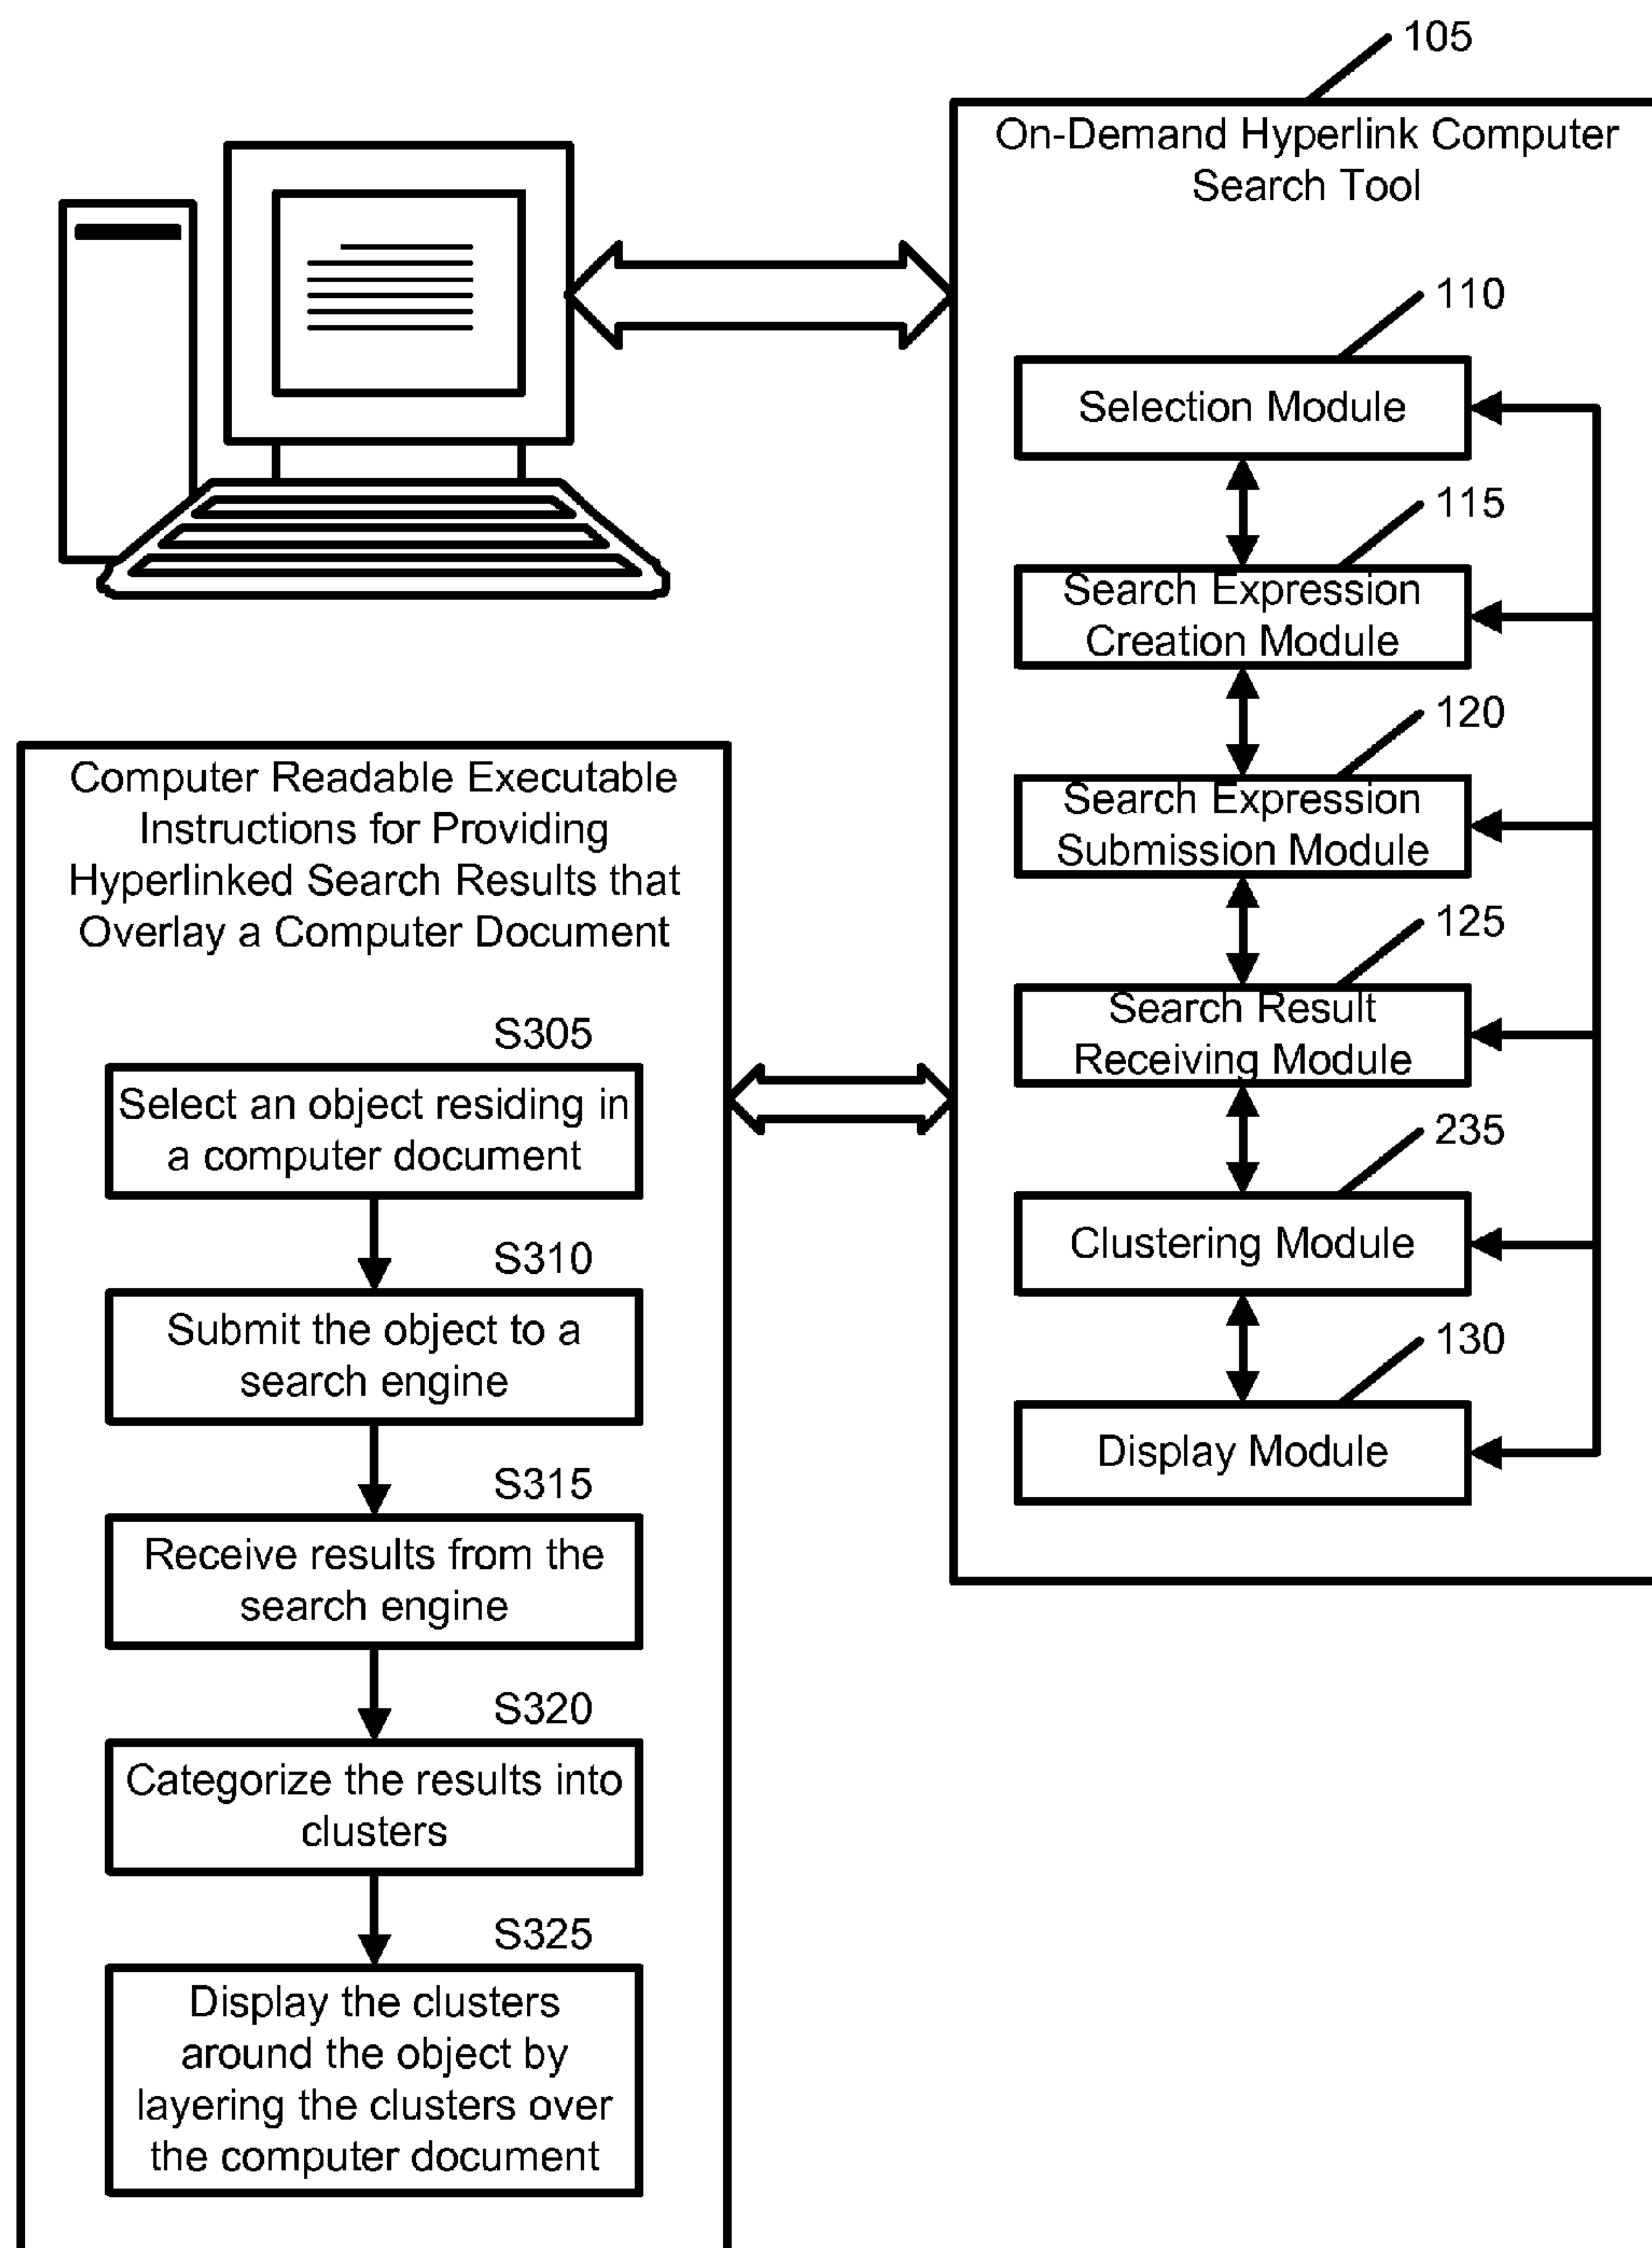 105
On-Demand Hyperlink Computer
Search Tool
110
Selection Module
115
Search Expression
Creation Module
120
Search Expression
Submission Module
125
Search Result
Receiving Module
235
Clustering Module
130
Display Module
Computer Readable Executable
Instructions for Providing
Hyperlinked Search Results that
Overlay a Computer Document
S305
Select an object residing in
a computer document
S310
Submit the object to a
search engine
S315
Receive results from the
search engine
S320
Categorize the results into
clusters
S325
Display the clusters
around the object by
layering the clusters over
the computer document